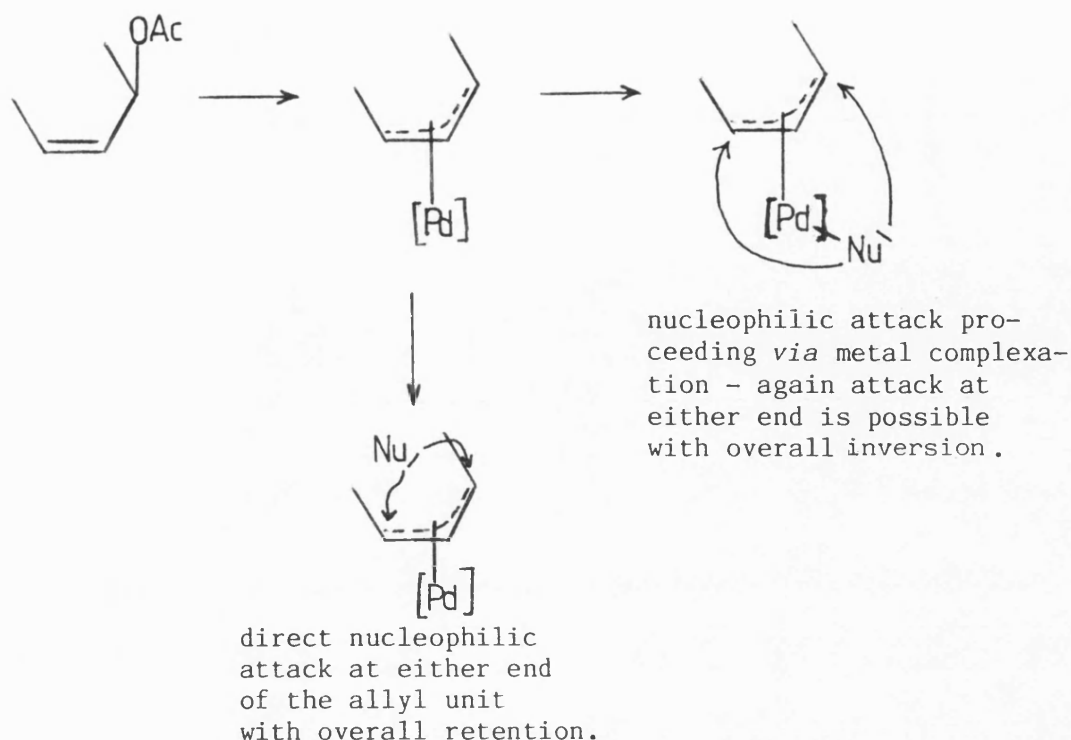 OAc
[Pd]
[Pd]
Nu
nucleophilic attack pro-
ceeding via metal complexa-
tion - again attack at
either end is possible
with overall inversion.
Nu
[Pd]
direct nucleophilic
attack at either end
of the allyl unit
with overall retention.